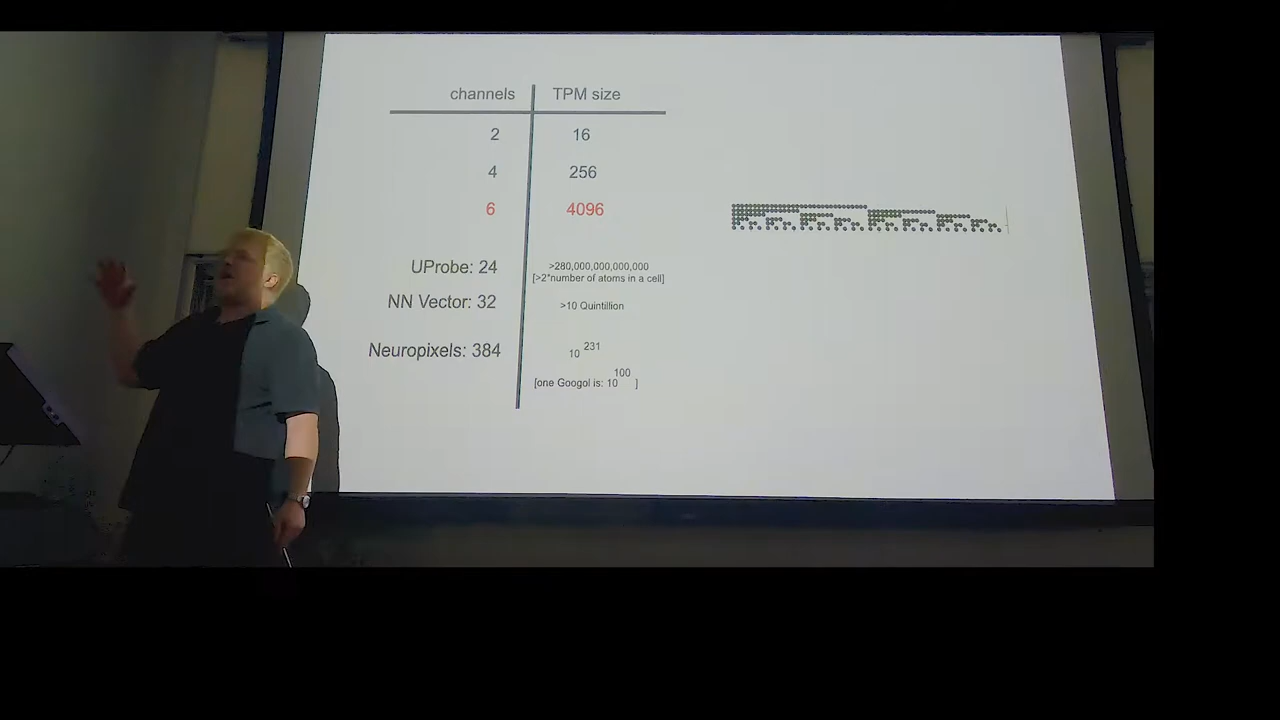 channels TPM size
2 16
4 256
6 4096
UProbe: 24 >280,000,000,000,000
[>2*number of atoms in a cell]
NN Vector: 32 >10 Quintillion
Neuropixels: 384 10 231
[one Googol is: 10 100 ]